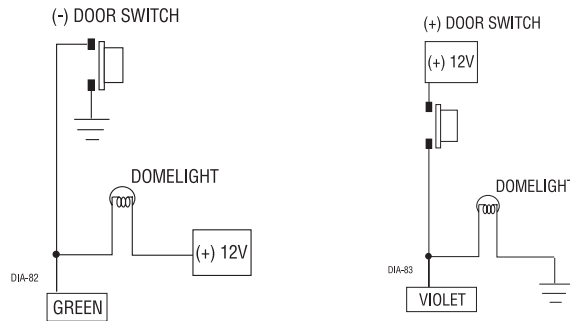 (-) DOOR SWITCH
DOMELIGHT
(+) 12V
DIA-82
GREEN
(+) DOOR SWITCH
(+) 12V
DOMELIGHT
DIA-83
VIOLET